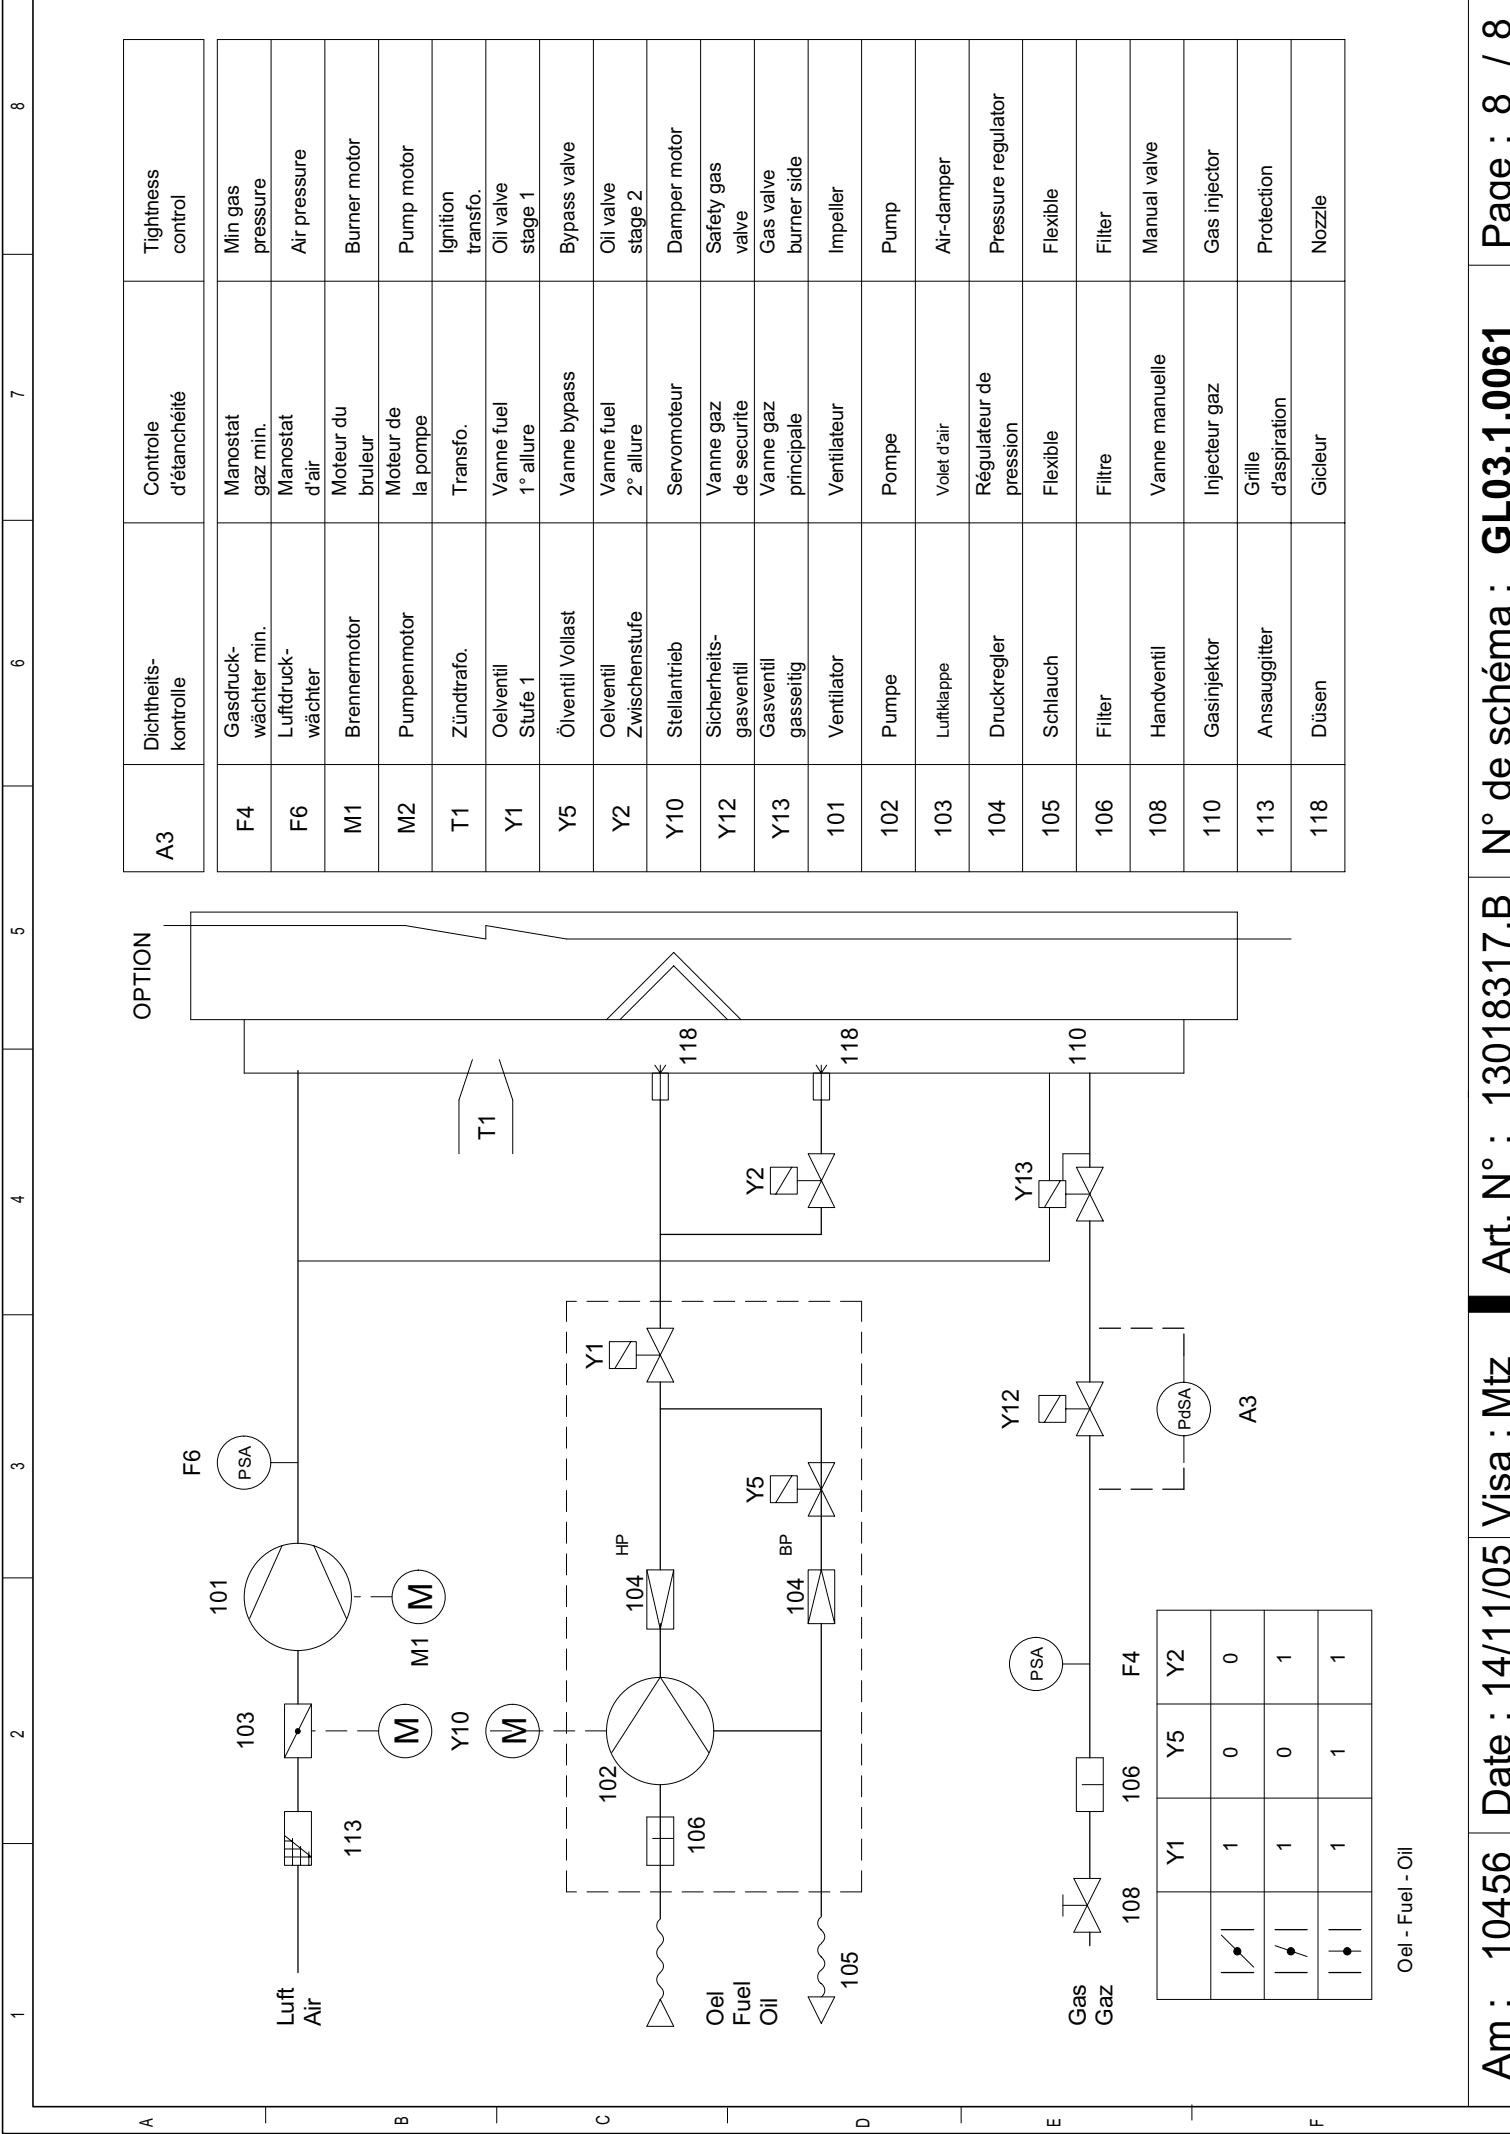 1 2 3 4 5 6 7 8
A
B
C
D
E
F
OPTION
Luft
Air
113
103
M
Y10
101
M
M1
F6
PSA
T1
Oel
Fuel
Oil
105
106
102
M
104
HP
104
BP
Y5
Y1
Y2
118
118
110
Gas
Gaz
108
106
F4
PSA
Y12
PdSA
A3
Y13
Y1 Y5 Y2
1 0 0
1 0 1
1 1 1
Oel - Fuel - Oil
A3 Dichtheits- Controle Tightness
kontrolle d'étanchéité control
F4 Gasdruck- Manostat Min gas
wächter min. gaz min. pressure
F6 Luftdruck- Manostat Air pressure
wächter d'air
M1 Brennermotor Moteur du Burner motor
bruleur
M2 Pumpenmotor Moteur de Pump motor
la pompe
T1 Zündtrafo. Transfo. Ignition
transfo.
Y1 Oelventil Vanne fuel Oil valve
Stufe 1 1° allure stage 1
Y5 Ölventil Vollast Vanne bypass Bypass valve
Y2 Oelventil Vanne fuel Oil valve
Zwischenstufe 2° allure stage 2
Y10 Stellantrieb Servomoteur Damper motor
Y12 Sicherheits- Vanne gaz Safety gas
gasventil de securite valve
Y13 Gasventil Vanne gaz Gas valve
gasseitig principale burner side
101 Ventilator Ventilateur Impeller
102 Pumpe Pompe Pump
103 Luftklappe Volet d'air Air-damper
104 Druckregler Régulateur de Pressure regulator
pression
105 Schlauch Flexible Flexible
106 Filter Filtre Filter
108 Handventil Vanne manuelle Manual valve
110 Gasinjektor Injecteur gaz Gas injector
113 Ansauggitter Grille Protection
d'aspiration
118 Düsen Gicleur Nozzle
Am : 10456 Date : 14/11/05 Visa : Mtz Art. N° : 13018317.B N° de schéma : GL03.1.0061 Page : 8 / 8